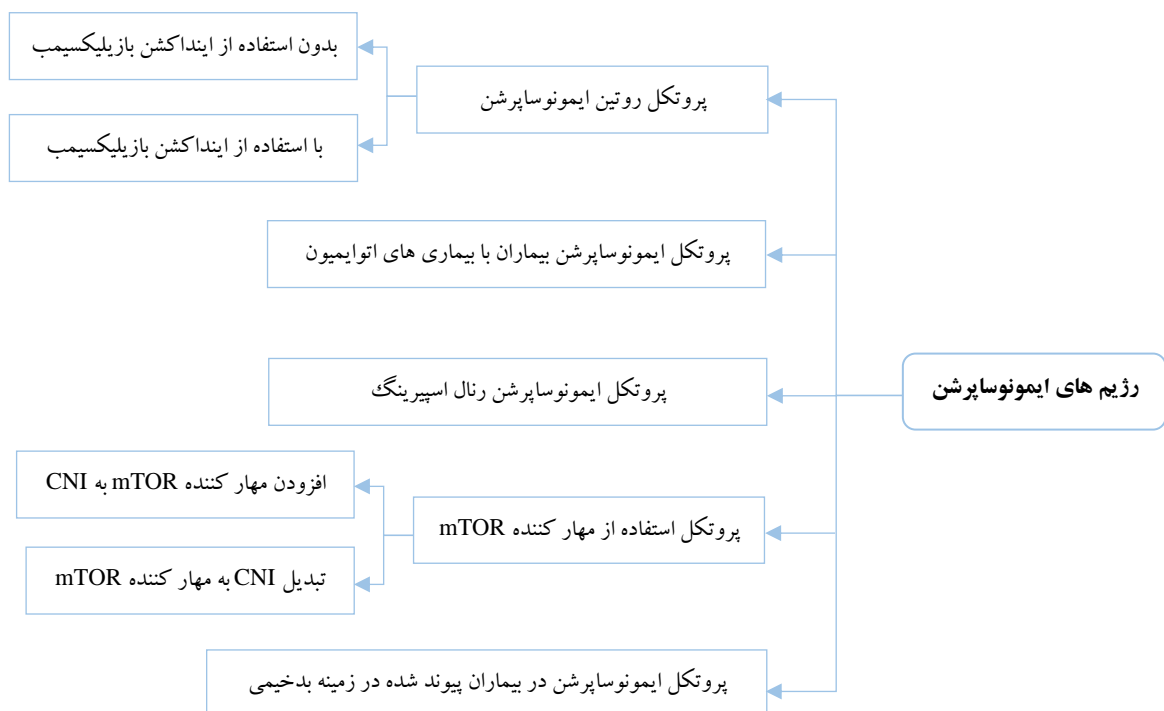 رژیم های ایمونوساپرشن
پروتکل روتین ایمونوساپرشن
بدون استفاده از اینداکشن بازیلیکسیمب
با استفاده از اینداکشن بازیلیکسیمب
پروتکل ایمونوساپرشن بیماران با بیماری های اتوایمیون
پروتکل ایمونوساپرشن رنال اسپیرینگ
پروتکل استفاده از مهار کننده mTOR
افزودن مهار کننده mTOR به CNI
تبدیل CNI به مهار کننده mTOR
پروتکل ایمونوساپرشن در بیماران پیوند شده در زمینه بدخیمی